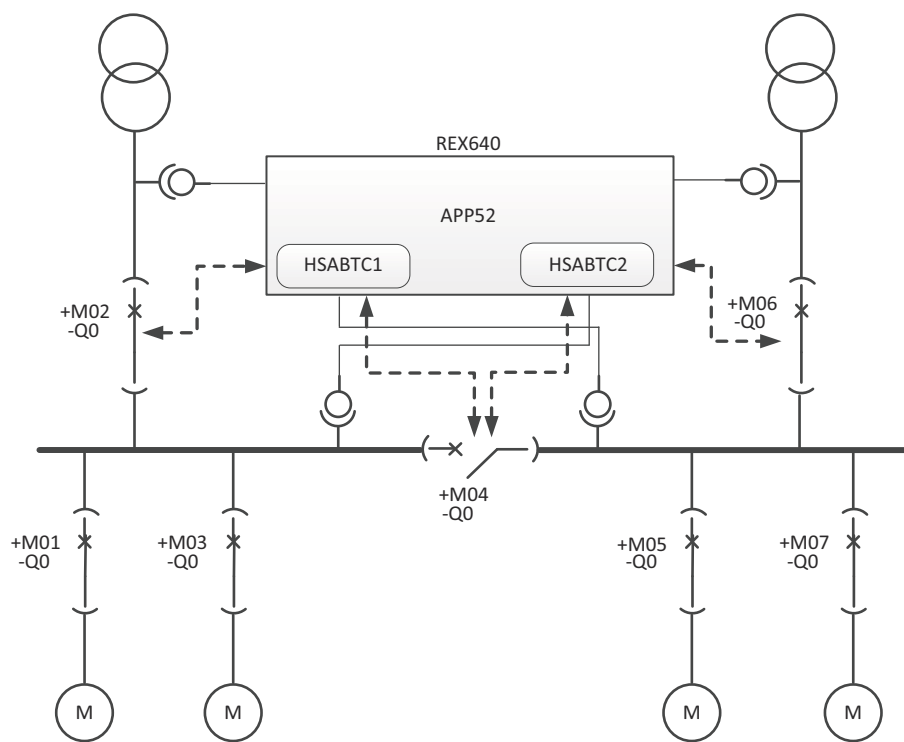 REX640
APP52
HSABTC1
HSABTC2
+M02
-Q0
+M06
-Q0
+M04
-Q0
+M01
-Q0
+M03
-Q0
+M05
-Q0
+M07
-Q0
M
M
M
M